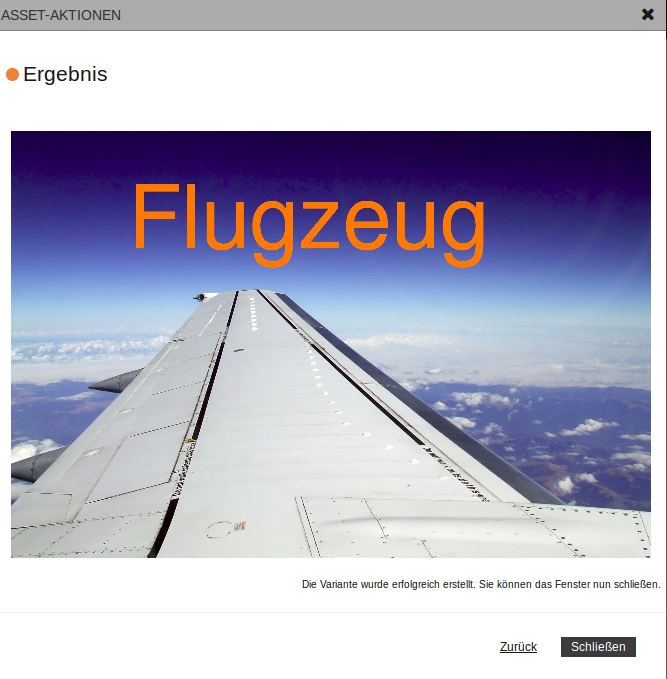 ASSET-AKTIONEN
Ergebnis
Flugzeug
Die Variante wurde erfolgreich erstellt. Sie können das Fenster nun schließen.
Zurück
Schließen